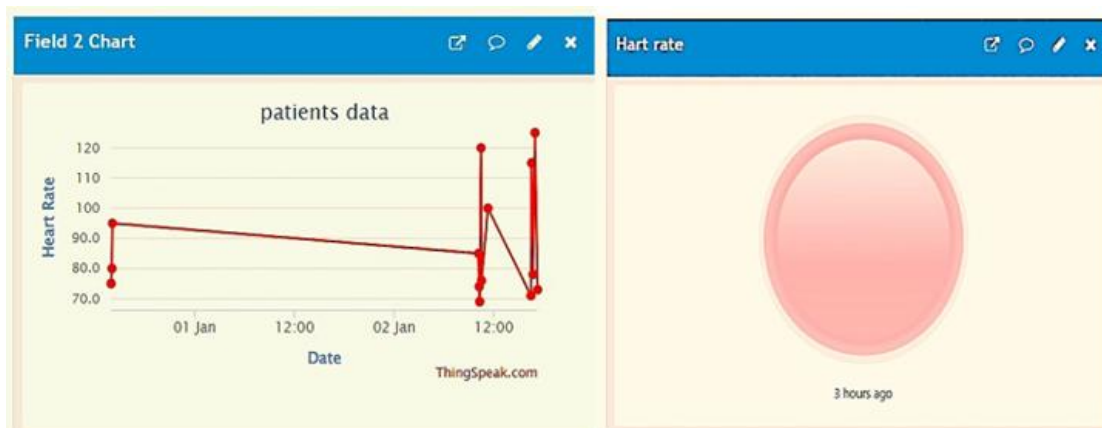 Field 2 Chart
patients data
Heart Rate
120
110
100
90.0
80.0
70.0
01 Jan
12:00
02 Jan
12:00
Date
ThingSpeak.com
Hart rate
3 hours ago